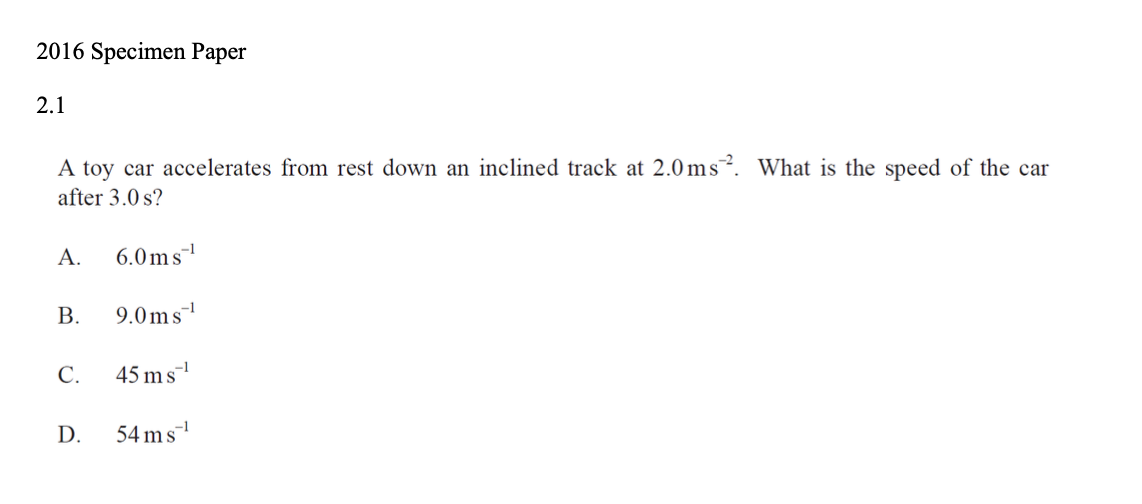 2016 Specimen Paper
2.1
A toy car accelerates from rest down an inclined track at 2.0 m s⁻². What is the speed of the car
after 3.0 s?
A. 6.0 m s⁻¹
B. 9.0 m s⁻¹
C. 45 m s⁻¹
D. 54 m s⁻¹